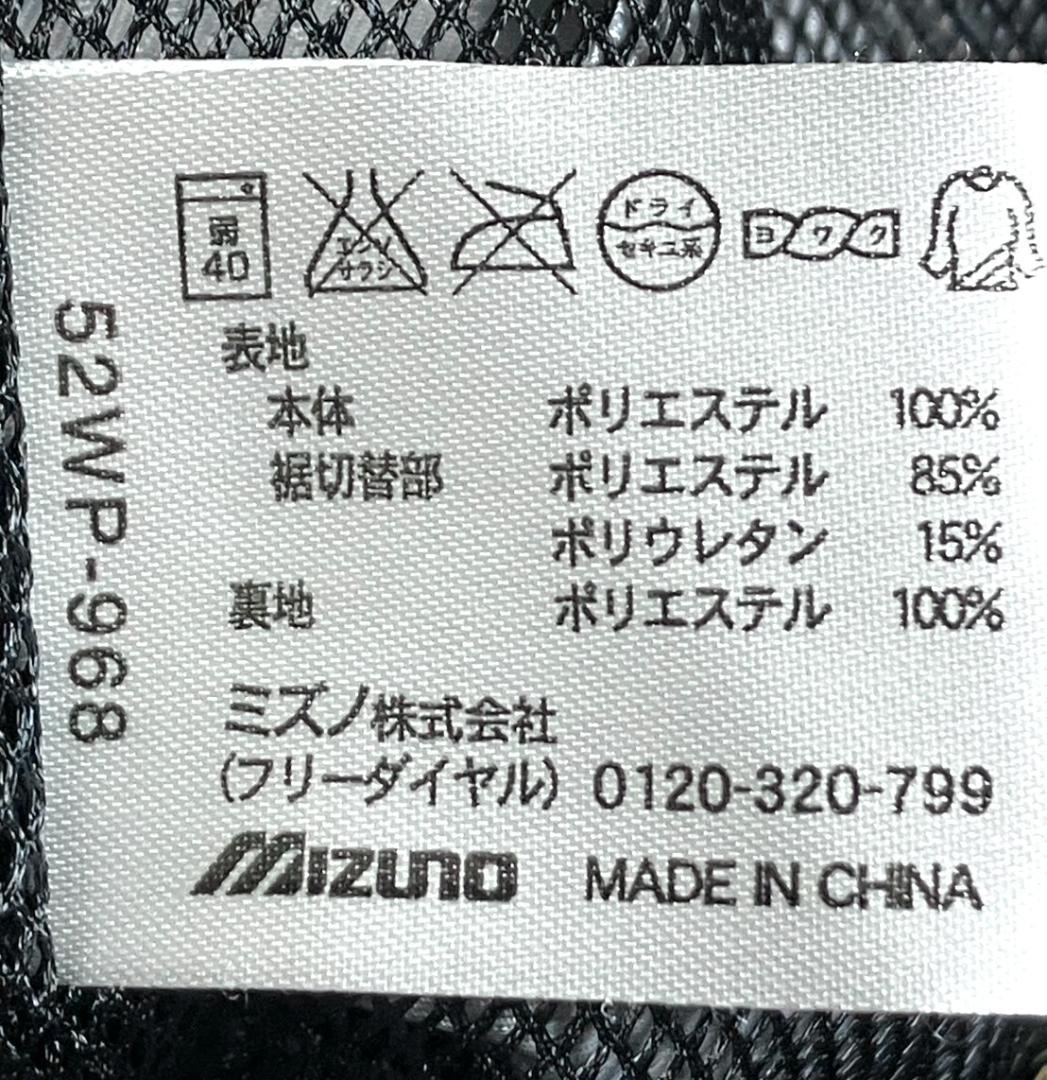 弱
40
エンソ
サラシ
ドライ
セキユ系
ヨワク
表地
本体 ポリエステル 100%
裾切替部 ポリエステル 85%
ポリウレタン 15%
裏地 ポリエステル 100%
ミズノ株式会社
(フリーダイヤル) 0120-320-799
MIZUNO MADE IN CHINA
52WP-968